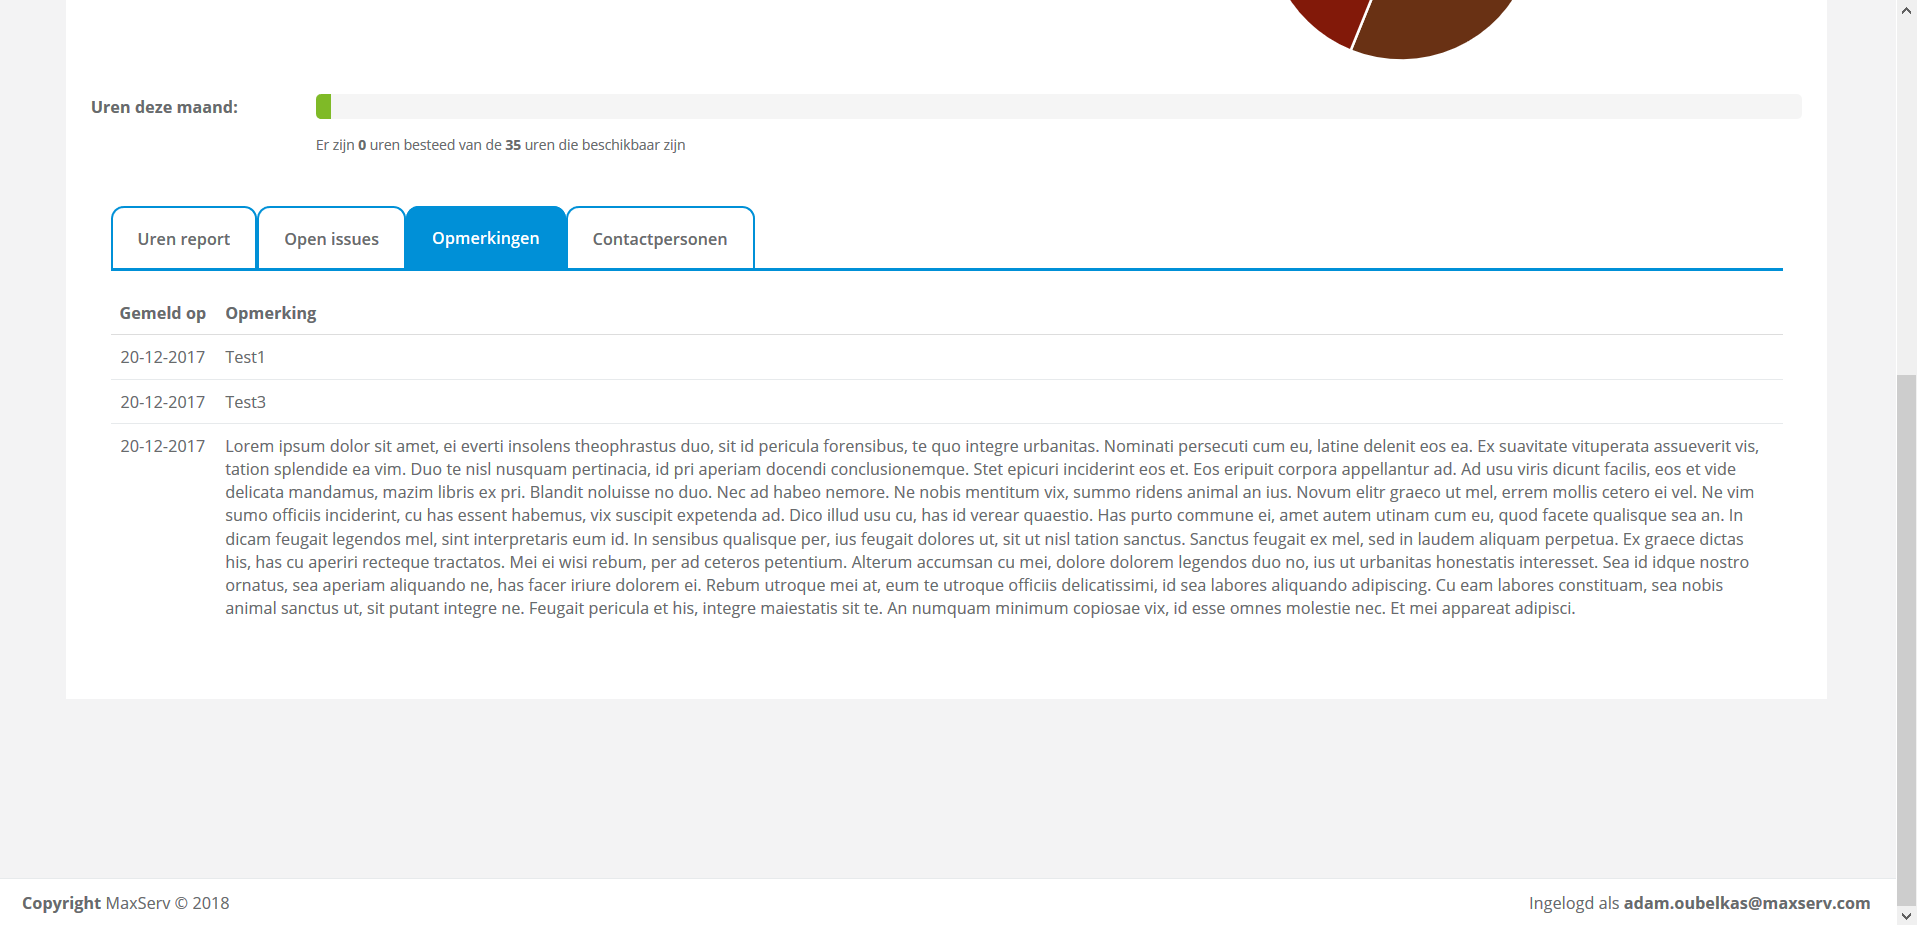 Uren deze maand:
Er zijn 0 uren besteed van de 35 uren die beschikbaar zijn
Uren report
Open issues
Opmerkingen
Contactpersonen
Gemeld op Opmerking
20-12-2017 Test1
20-12-2017 Test3
20-12-2017 Lorem ipsum dolor sit amet, ei everti insolens theophrastus duo, sit id pericula forensibus, te quo integre urbanitas. Nominati persecuti cum eu, latine delenit eos ea. Ex suavitate vituperata assueverit vis,
tation splendide ea vim. Duo te nisl nusquam pertinacia, id pri aperiam docendi conclusionemque. Stet epicuri inciderint eos et. Eos eripuit corpora appellantur ad. Ad usu viris dicunt facilis, eos et vide
delicata mandamus, mazim libris ex pri. Blandit noluisse no duo. Nec ad habeo nemore. Ne nobis mentitum vix, summo ridens animal an ius. Novum elitr graeco ut mel, errem mollis cetero ei vel. Ne vim
sumo officiis inciderint, cu has essent habemus, vix suscipit expetenda ad. Dico illud usu cu, has id verear quaestio. Has purto commune ei, amet autem utinam cum eu, quod facete qualisque sea an. In
dicam feugait legendos mel, sint interpretaris eum id. In sensibus qualisque per, ius feugait dolores ut, sit ut nisl tation sanctus. Sanctus feugait ex mel, sed in laudem aliquam perpetua. Ex graece dictas
his, has cu aperiri recteque tractatos. Mei ei wisi rebum, per ad ceteros petentium. Alterum accumsan cu mei, dolore dolorem legendos duo no, ius ut urbanitas honestatis interesset. Sea id idque nostro
ornatus, sea aperiam aliquando ne, has facer iriure dolorem ei. Rebum utroque mei at, eum te utroque officiis delicatissimi, id sea labores aliquando adipiscing. Cu eam labores constituam, sea nobis
animal sanctus ut, sit putant integre ne. Feugait pericula et his, integre maiestatis sit te. An numquam minimum copiosae vix, id esse omnes molestie nec. Et mei appareat adipisci.
Copyright MaxServ © 2018
Ingelogd als adam.oubelkas@maxserv.com